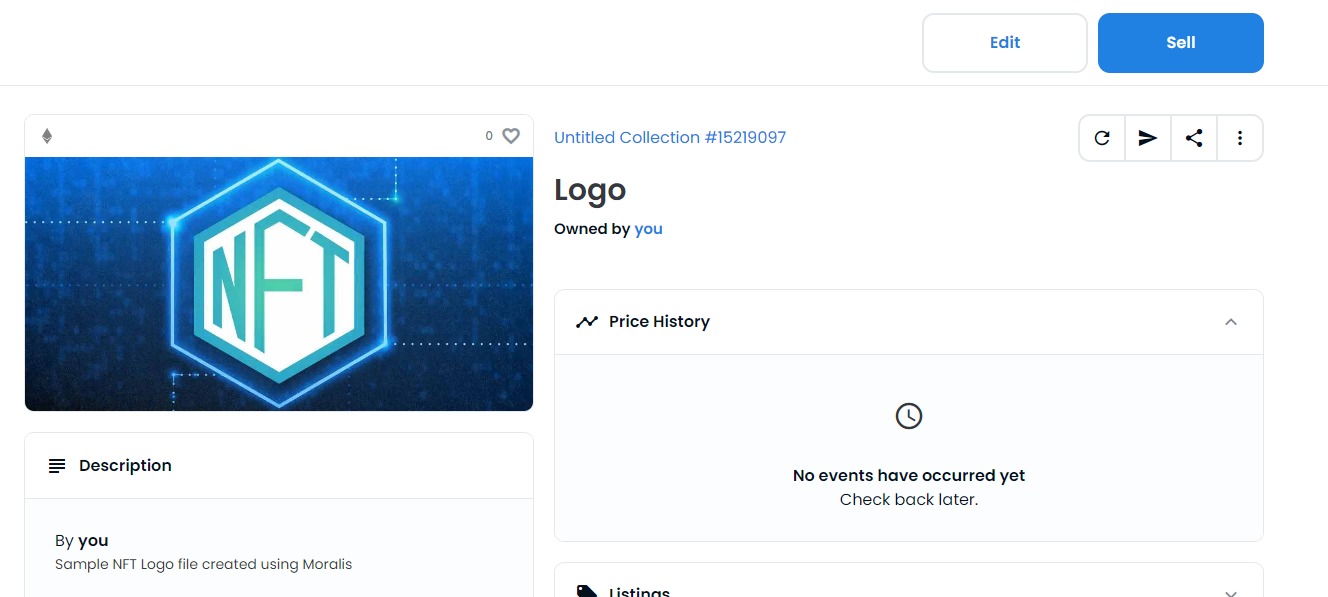 Edit
Sell
0
NFT
Description
By you
Sample NFT Logo file created using Moralis
Untitled Collection #15219097
Logo
Owned by you
Price History
No events have occurred yet
Check back later.
Listings